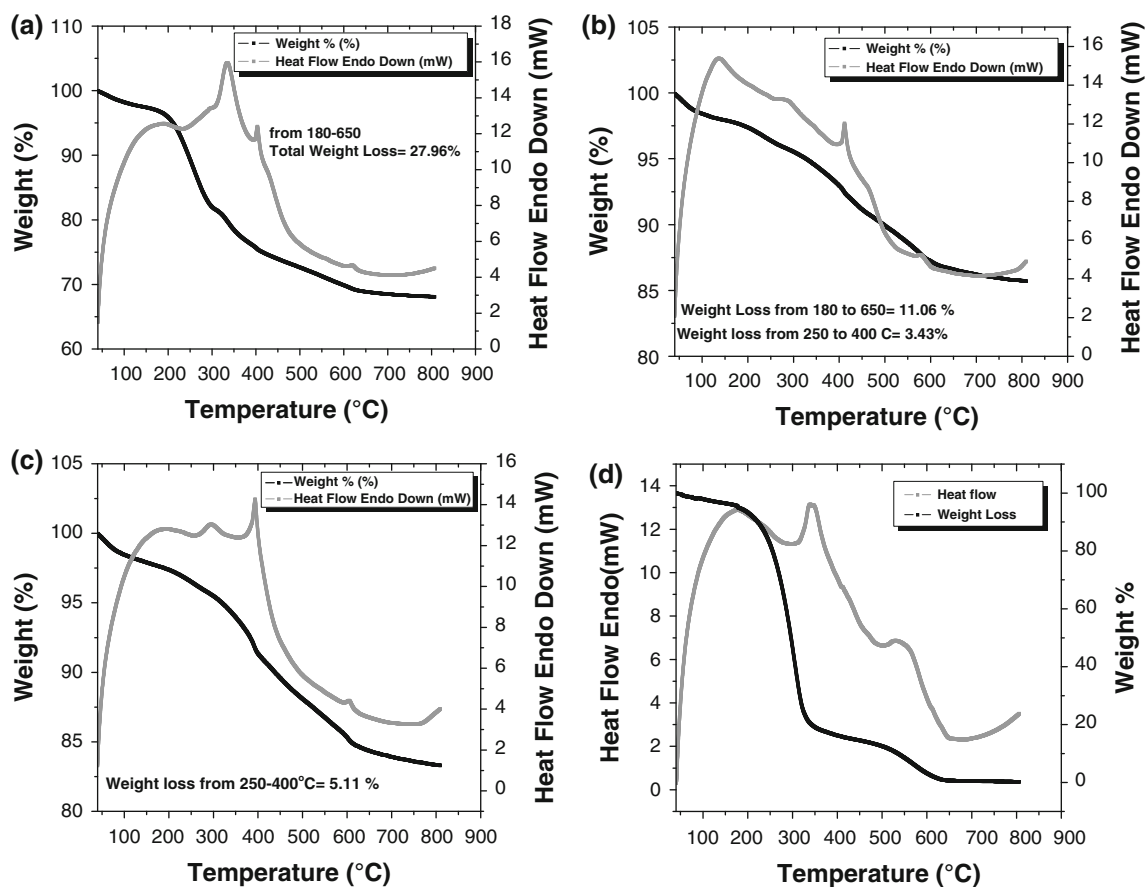 (a)
Weight % (%)
Heat Flow Endo Down (mW)
from 180-650
Total Weight Loss= 27.96%
110
100
90
80
70
60
Weight (%)
18
16
14
12
10
8
6
4
2
0
Heat Flow Endo Down (mW)
100 200 300 400 500 600 700 800 900
Temperature (°C)
(b)
Weight % (%)
Heat Flow Endo Down (mW)
105
100
95
90
85
80
Weight (%)
16
14
12
10
8
6
4
2
0
Heat Flow Endo Down (mW)
Weight Loss from 180 to 650= 11.06 %
Weight loss from 250 to 400 C= 3.43%
100 200 300 400 500 600 700 800 900
Temperature (°C)
(c)
Weight % (%)
Heat Flow Endo Down (mW)
105
100
95
90
85
80
Weight (%)
16
14
12
10
8
6
4
2
0
Heat Flow Endo Down (mW)
Weight loss from 250-400°C= 5.11 %
100 200 300 400 500 600 700 800 900
Temperature (°C)
(d)
Heat flow
Weight Loss
14
12
10
8
6
4
2
0
Heat Flow Endo(mW)
100
80
60
40
20
0
Weight %
100 200 300 400 500 600 700 800 900
Temperature (°C)